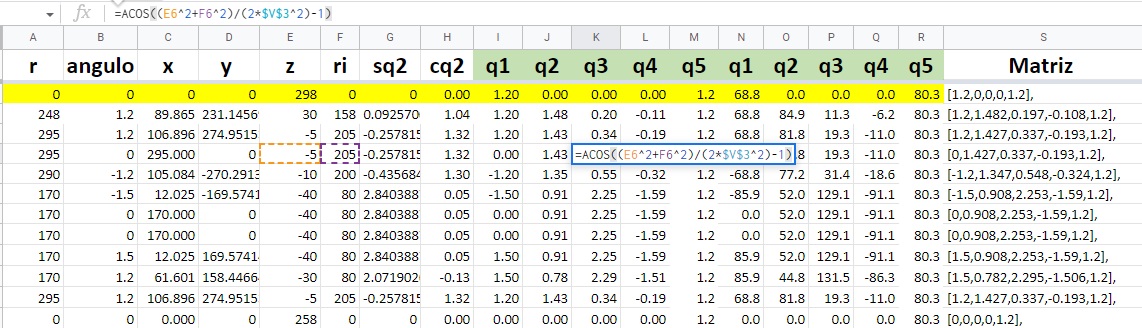 fx =ACOS((E6^2+F6^2)/(2*$V$3^2)-1)
A B C D E F G H I J K L M N O P Q R S
r angulo x y z ri sq2 cq2 q1 q2 q3 q4 q5 q1 q2 q3 q4 q5 Matriz
0 0 0 0 298 0 0 0.00 1.20 0.00 0.00 0.00 1.2 68.8 0.0 0.0 0.0 80.3 [1.2,0,0,0,1.2],
248 1.2 89.865 231.1456 30 158 0.092570 1.04 1.20 1.48 0.20 -0.11 1.2 68.8 84.9 11.3 -6.2 80.3 [1.2,1.482,0.197,-0.108,1.2],
295 1.2 106.896 274.9515 -5 205 -0.257815 1.32 1.20 1.43 0.34 -0.19 1.2 68.8 81.8 19.3 -11.0 80.3 [1.2,1.427,0.337,-0.193,1.2],
295 0 295.000 0 -5 205 -0.257815 1.32 0.00 1.43 =ACOS((E6^2+F6^2)/(2*$V$3^2)-1) .8 19.3 -11.0 80.3 [0,1.427,0.337,-0.193,1.2],
290 -1.2 105.084 -270.2913 -10 200 -0.435684 1.30 -1.20 1.35 0.55 -0.32 1.2 -68.8 77.2 31.4 -18.6 80.3 [-1.2,1.347,0.548,-0.324,1.2],
170 -1.5 12.025 -169.5741 -40 80 2.840388 0.05 -1.50 0.91 2.25 -1.59 1.2 -85.9 52.0 129.1 -91.1 80.3 [-1.5,0.908,2.253,-1.59,1.2],
170 0 170.000 0 -40 80 2.840388 0.05 0.00 0.91 2.25 -1.59 1.2 0.0 52.0 129.1 -91.1 80.3 [0,0.908,2.253,-1.59,1.2],
170 0 170.000 0 -40 80 2.840388 0.05 0.00 0.91 2.25 -1.59 1.2 0.0 52.0 129.1 -91.1 80.3 [0,0.908,2.253,-1.59,1.2],
170 1.5 12.025 169.5741 -40 80 2.840388 0.05 1.50 0.91 2.25 -1.59 1.2 85.9 52.0 129.1 -91.1 80.3 [1.5,0.908,2.253,-1.59,1.2],
170 1.2 61.601 158.4466 -30 80 2.071902 -0.13 1.50 0.78 2.29 -1.51 1.2 85.9 44.8 131.5 -86.3 80.3 [1.5,0.782,2.295,-1.506,1.2],
295 1.2 106.896 274.9515 -5 205 -0.257815 1.32 1.20 1.43 0.34 -0.19 1.2 68.8 81.8 19.3 -11.0 80.3 [1.2,1.427,0.337,-0.193,1.2],
0 0 0.000 0 258 0 0 0.00 0.00 0.00 0.00 0.00 1.2 0.0 0.0 0.0 0.0 80.3 [0,0,0,0,1.2],